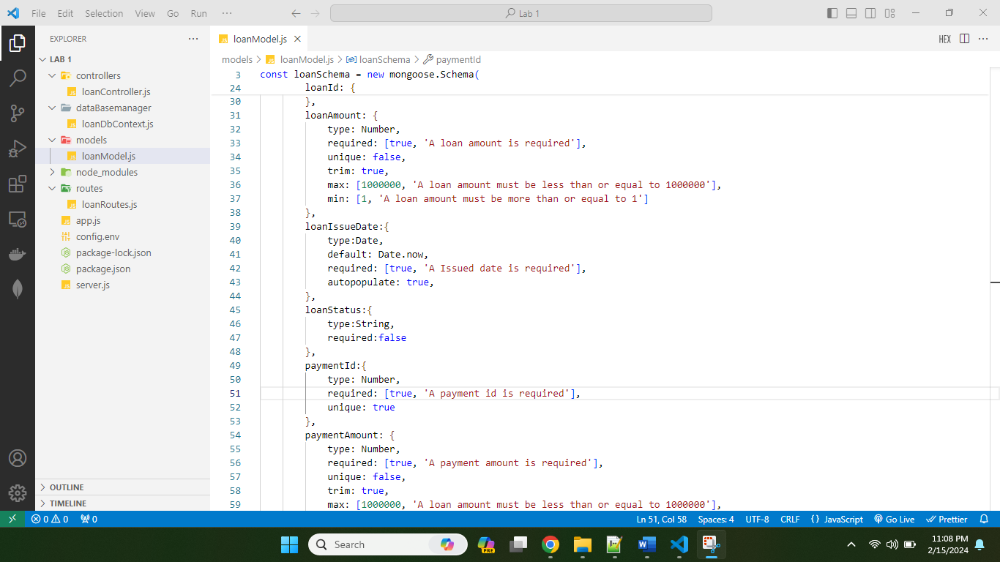 File Edit Selection View Go Run ··· Lab 1
EXPLORER ···
LAB 1
controllers
loanController.js
dataBasemanager
loanDbContext.js
models
loanModel.js
node_modules
routes
loanRoutes.js
app.js
config.env
package-lock.json
package.json
server.js
OUTLINE
TIMELINE
loanModel.js
HEX
models > loanModel.js > loanSchema > paymentId
3 const loanSchema = new mongoose.Schema(
24 loanId: {
30 },
31 loanAmount: {
32 type: Number,
33 required: [true, 'A loan amount is required'],
34 unique: false,
35 trim: true,
36 max: [1000000, 'A loan amount must be less than or equal to 1000000'],
37 min: [1, 'A loan amount must be more than or equal to 1']
38 },
39 loanIssueDate:{
40 type:Date,
41 default: Date.now,
42 required: [true, 'A Issued date is required'],
43 autopopulate: true,
44 },
45 loanStatus:{
46 type:String,
47 required:false
48 },
49 paymentId:{
50 type: Number,
51 required: [true, 'A payment id is required'],
52 unique: true
53 },
54 paymentAmount: {
55 type: Number,
56 required: [true, 'A payment amount is required'],
57 unique: false,
58 trim: true,
59 max: [1000000, 'A loan amount must be less than or equal to 1000000'],
0 0 0 Ln 51, Col 58 Spaces: 4 UTF-8 CRLF {} JavaScript Go Live Prettier
Search PRE 11:08 PM
2/15/2024